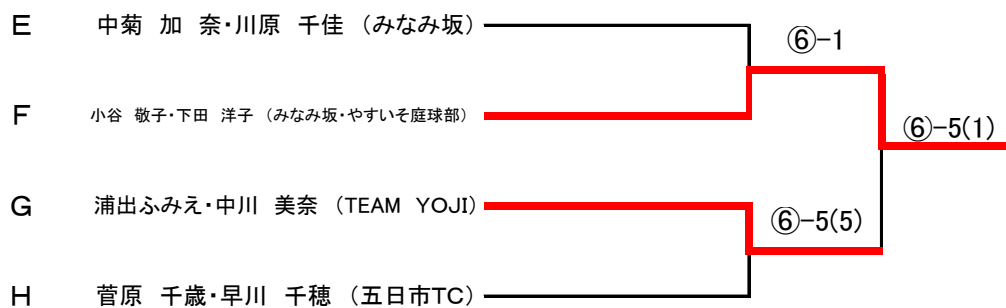 E 中菊 加 奈・川原 千佳 （みなみ坂）
⑥-1
F 小谷 敬子・下田 洋子 （みなみ坂・やすいそ庭球部）
⑥-5(1)
G 浦出ふみえ・中川 美奈 （TEAM YOJI）
⑥-5(5)
H 菅原 千歳・早川 千穂 （五日市TC）